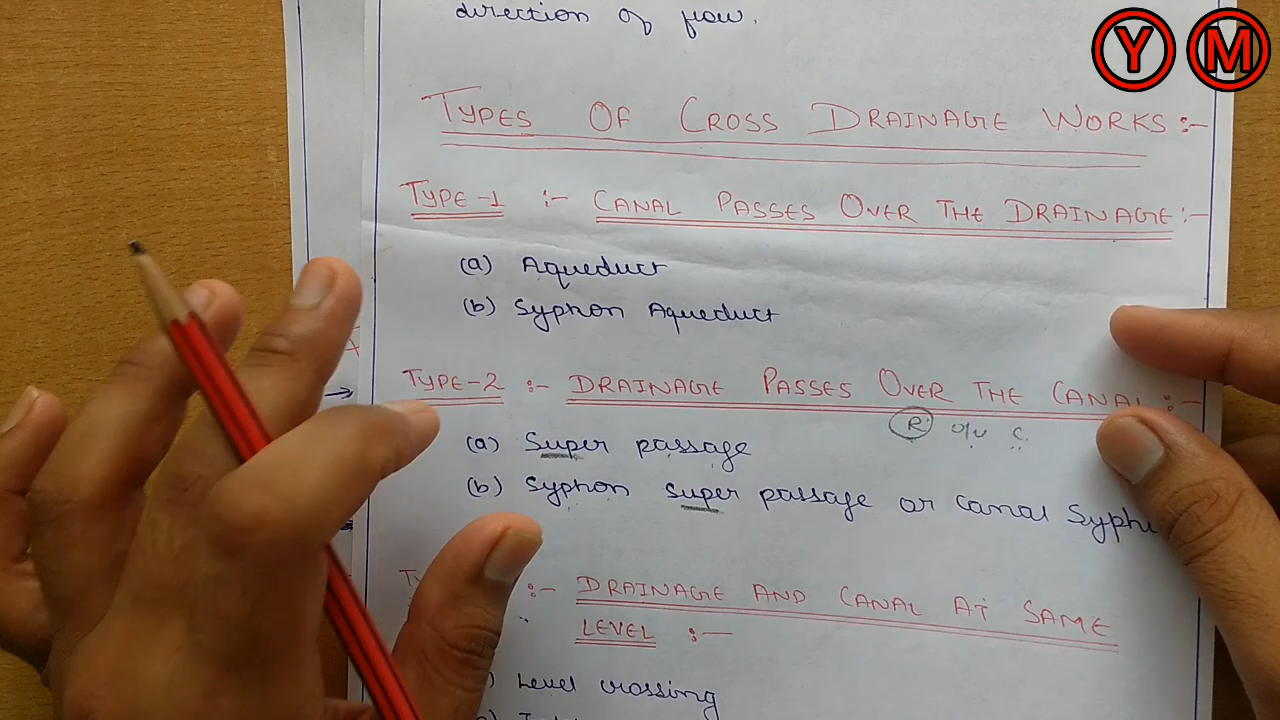 direction of flow.
Y M
TYPES OF CROSS DRAINAGE WORKS :-
TYPE-1 :- CANAL PASSES OVER THE DRAINAGE :-
(a) Aqueduct
(b) Syphon Aqueduct
TYPE-2 :- DRAINAGE PASSES OVER THE CANAL :-
R o/v C
(a) Super passage
(b) Syphon super passage or canal Syph
:- DRAINAGE AND CANAL AT SAME
LEVEL :-
) Level crossing